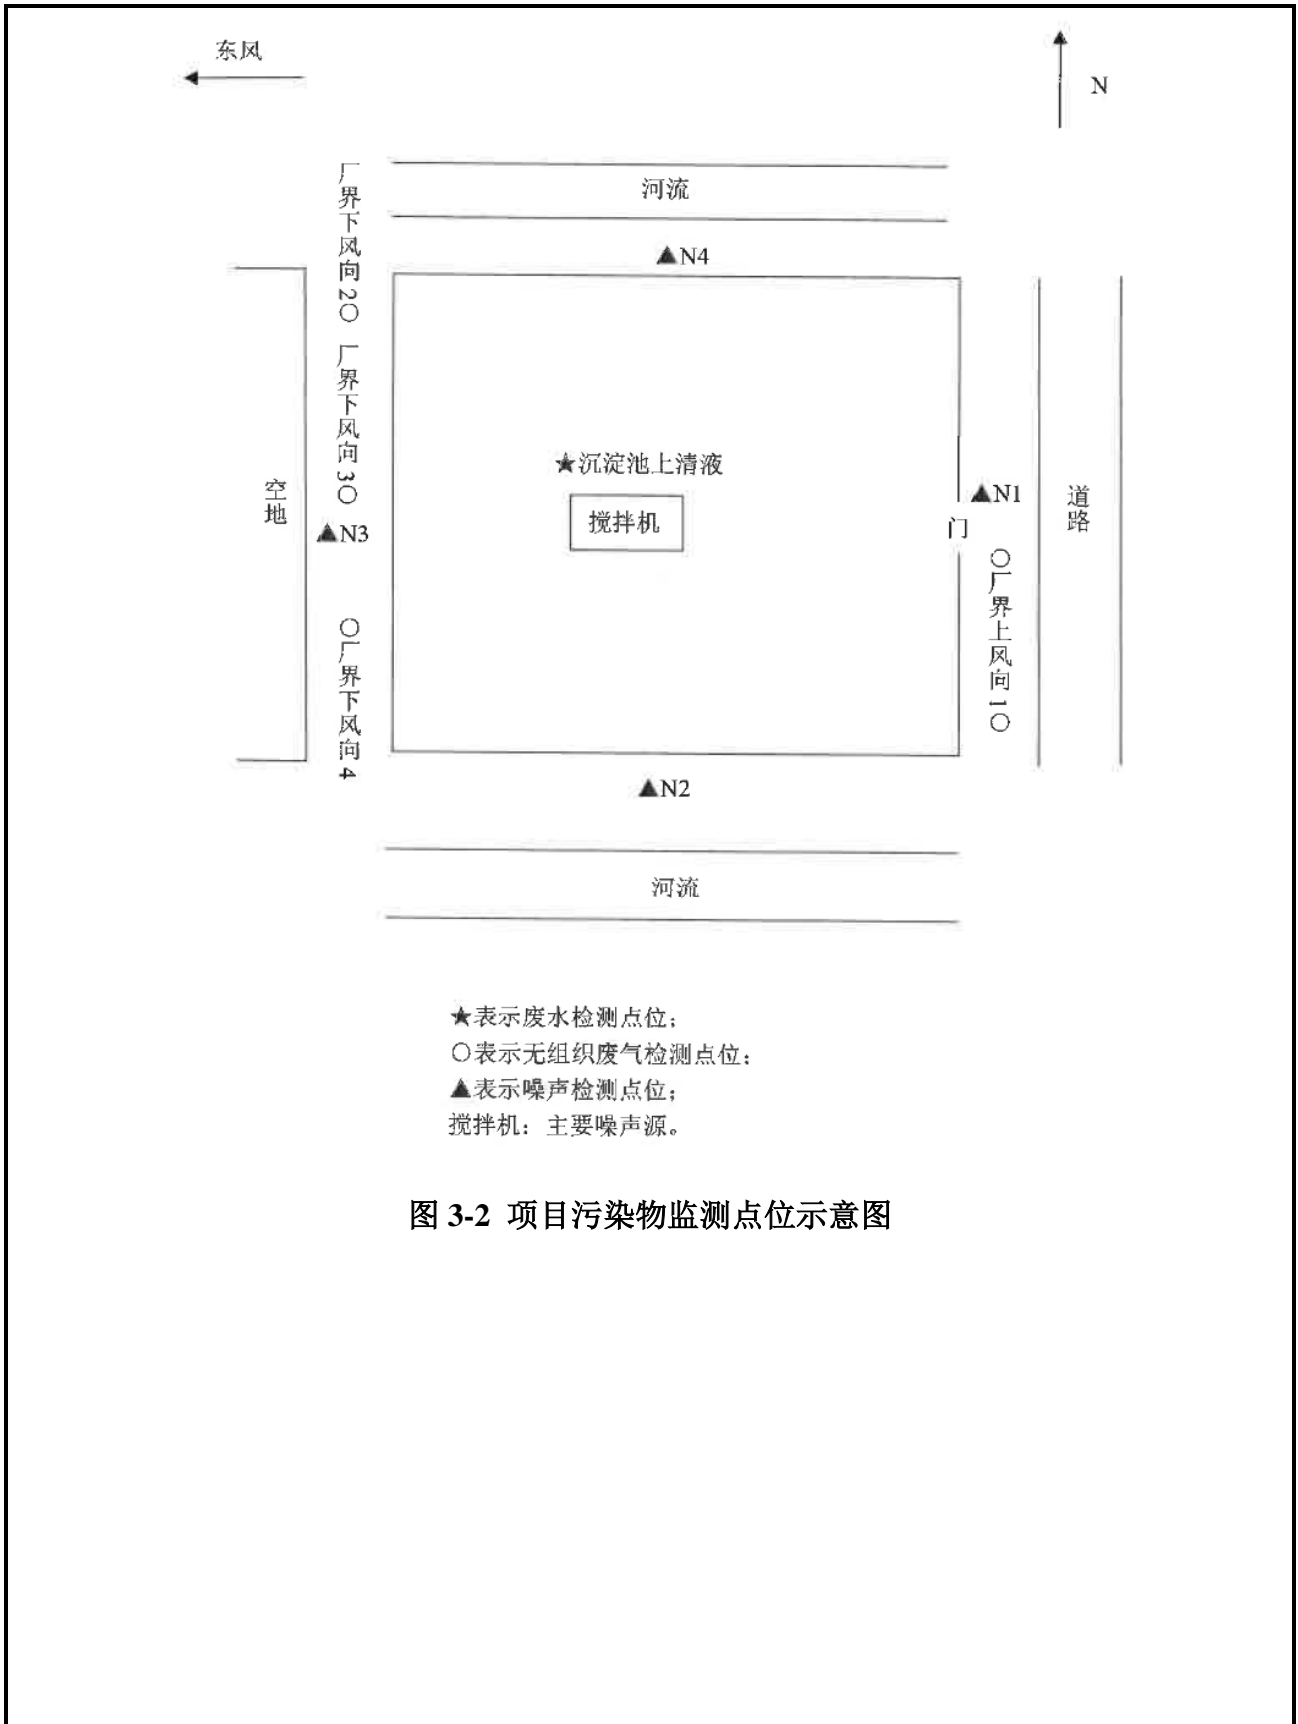 东风
N
河流
▲N4
厂界下风向2○
厂界下风向3○
★沉淀池上清液
搅拌机
空地
▲N3
▲N1
门
道路
○厂界上风向1○
○厂界下风向4
▲N2
河流
★表示废水检测点位；
○表示无组织废气检测点位；
▲表示噪声检测点位；
搅拌机：主要噪声源。
图 3-2 项目污染物监测点位示意图